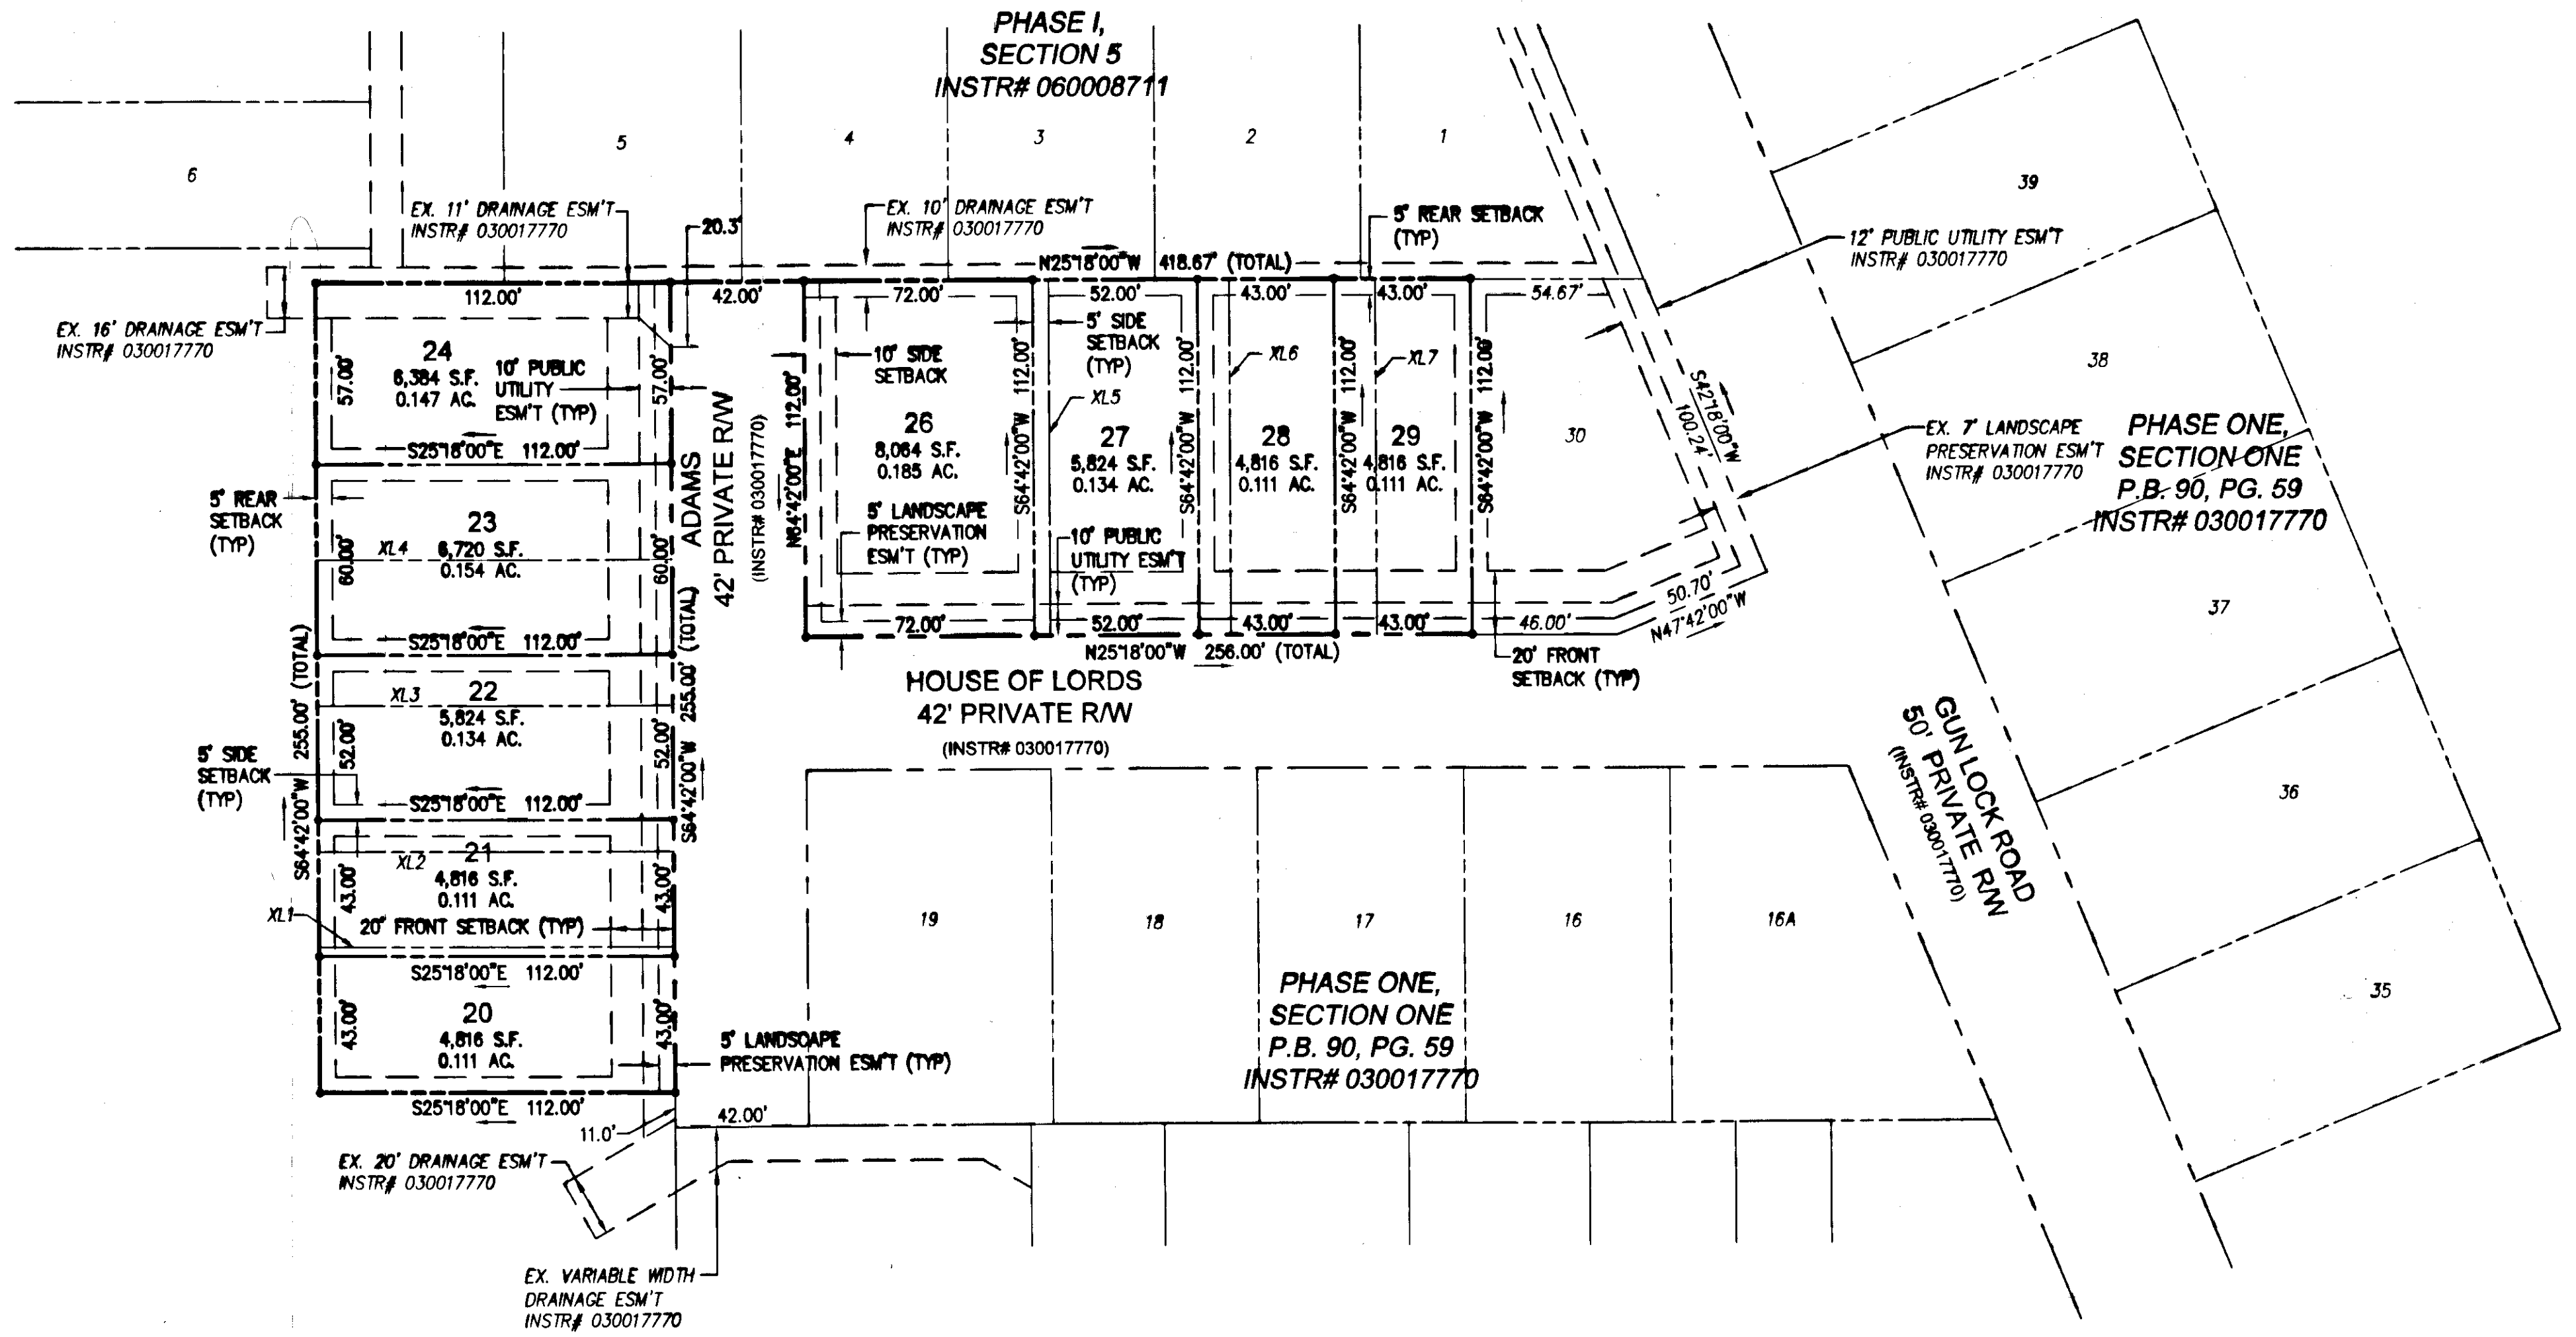 PHASE I,
SECTION 5
INSTR# 060008711
6
5
4
3
2
1
39
EX. 11' DRAINAGE ESM'T
INSTR# 030017770
20.3'
EX. 10' DRAINAGE ESM'T
INSTR# 030017770
5' REAR SETBACK
(TYP)
12' PUBLIC UTILITY ESM'T
INSTR# 030017770
N25°18'00"W 418.67' (TOTAL)
112.00'
42.00'
72.00'
52.00'
43.00'
43.00'
54.67'
EX. 16' DRAINAGE ESM'T
INSTR# 030017770
24
6,384 S.F.
0.147 AC.
57.00'
57.00'
10' PUBLIC
UTILITY
ESM'T (TYP)
S25°18'00"E 112.00'
ADAMS
42' PRIVATE R/W
(INSTR# 030017770)
N64°42'00"E 112.00'
10' SIDE
SETBACK
26
8,064 S.F.
0.185 AC.
5' LANDSCAPE
PRESERVATION
ESM'T (TYP)
S64°42'00"W 112.00'
5' SIDE
SETBACK
(TYP)
XL5
27
5,824 S.F.
0.134 AC.
10' PUBLIC
UTILITY ESM'T
(TYP)
S64°42'00"W 112.00'
XL6
28
4,816 S.F.
0.111 AC.
S64°42'00"W 112.00'
XL7
29
4,816 S.F.
0.111 AC.
S64°42'00"W 112.00'
30
S42°18'00"W
100.24'
38
EX. 7' LANDSCAPE
PRESERVATION ESM'T
INSTR# 030017770
PHASE ONE,
SECTION ONE
P.B. 90, PG. 59
INSTR# 030017770
37
5' REAR
SETBACK
(TYP)
23
6,720 S.F.
0.154 AC.
XL4
60.00'
60.00'
S25°18'00"E 112.00'
72.00'
52.00'
43.00'
43.00'
46.00'
50.70'
N47°42'00"W
N25°18'00"W 256.00' (TOTAL)
20' FRONT
SETBACK (TYP)
HOUSE OF LORDS
42' PRIVATE R/W
(INSTR# 030017770)
S64°42'00"W 255.00' (TOTAL)
S64°42'00"W 255.00' (TOTAL)
XL3
22
5,824 S.F.
0.134 AC.
52.00'
52.00'
5' SIDE
SETBACK
(TYP)
S25°18'00"E 112.00'
GUN LOCK ROAD
50' PRIVATE R/W
(INSTR# 030017770)
36
XL2
21
4,816 S.F.
0.111 AC.
43.00'
43.00'
XL1
20' FRONT SETBACK (TYP)
19
18
17
16
16A
S25°18'00"E 112.00'
20
4,816 S.F.
0.111 AC.
43.00'
43.00'
5' LANDSCAPE
PRESERVATION ESM'T (TYP)
PHASE ONE,
SECTION ONE
P.B. 90, PG. 59
INSTR# 030017770
35
S25°18'00"E 112.00'
42.00'
11.0'
EX. 20' DRAINAGE ESM'T
INSTR# 030017770
EX. VARIABLE WIDTH
DRAINAGE ESM'T
INSTR# 030017770